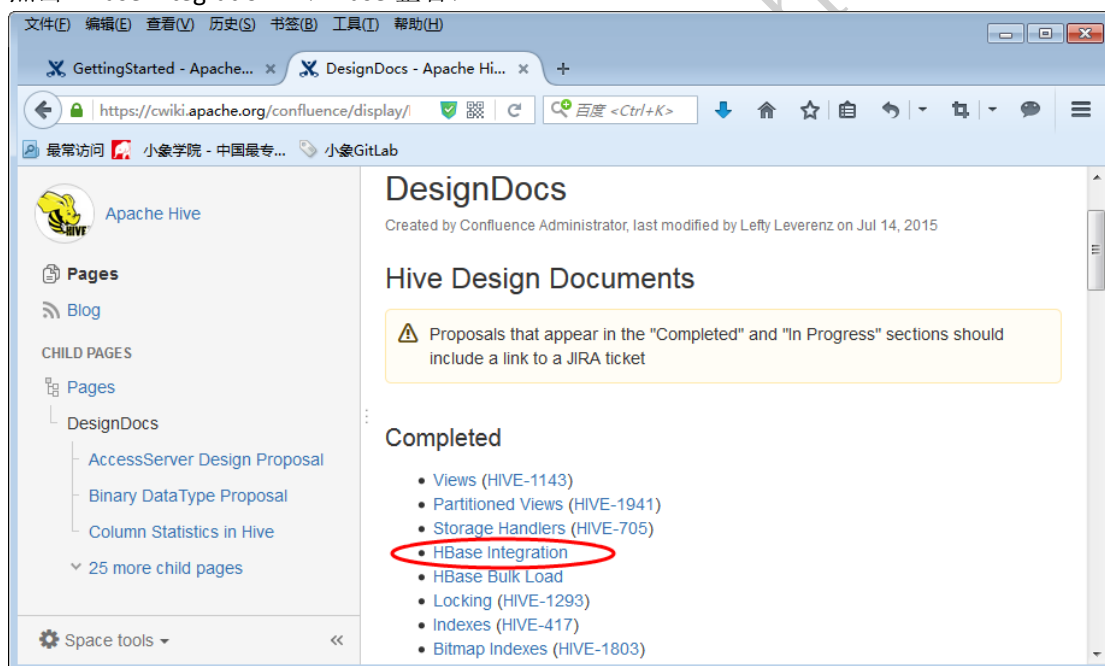 文件(F) 编辑(E) 查看(V) 历史(S) 书签(B) 工具(T) 帮助(H)
GettingStarted - Apache... × DesignDocs - Apache Hi... × +
https://cwiki.apache.org/confluence/display/ 百度 <Ctrl+K>
最常访问 小象学院 - 中国最专... 小象GitLab
HIVE
Apache Hive
Pages
Blog
CHILD PAGES
Pages
DesignDocs
AccessServer Design Proposal
Binary DataType Proposal
Column Statistics in Hive
25 more child pages
Space tools
DesignDocs
Created by Confluence Administrator, last modified by Lefty Leverenz on Jul 14, 2015
Hive Design Documents
Proposals that appear in the "Completed" and "In Progress" sections should
include a link to a JIRA ticket
Completed
• Views (HIVE-1143)
• Partitioned Views (HIVE-1941)
• Storage Handlers (HIVE-705)
• HBase Integration
• HBase Bulk Load
• Locking (HIVE-1293)
• Indexes (HIVE-417)
• Bitmap Indexes (HIVE-1803)